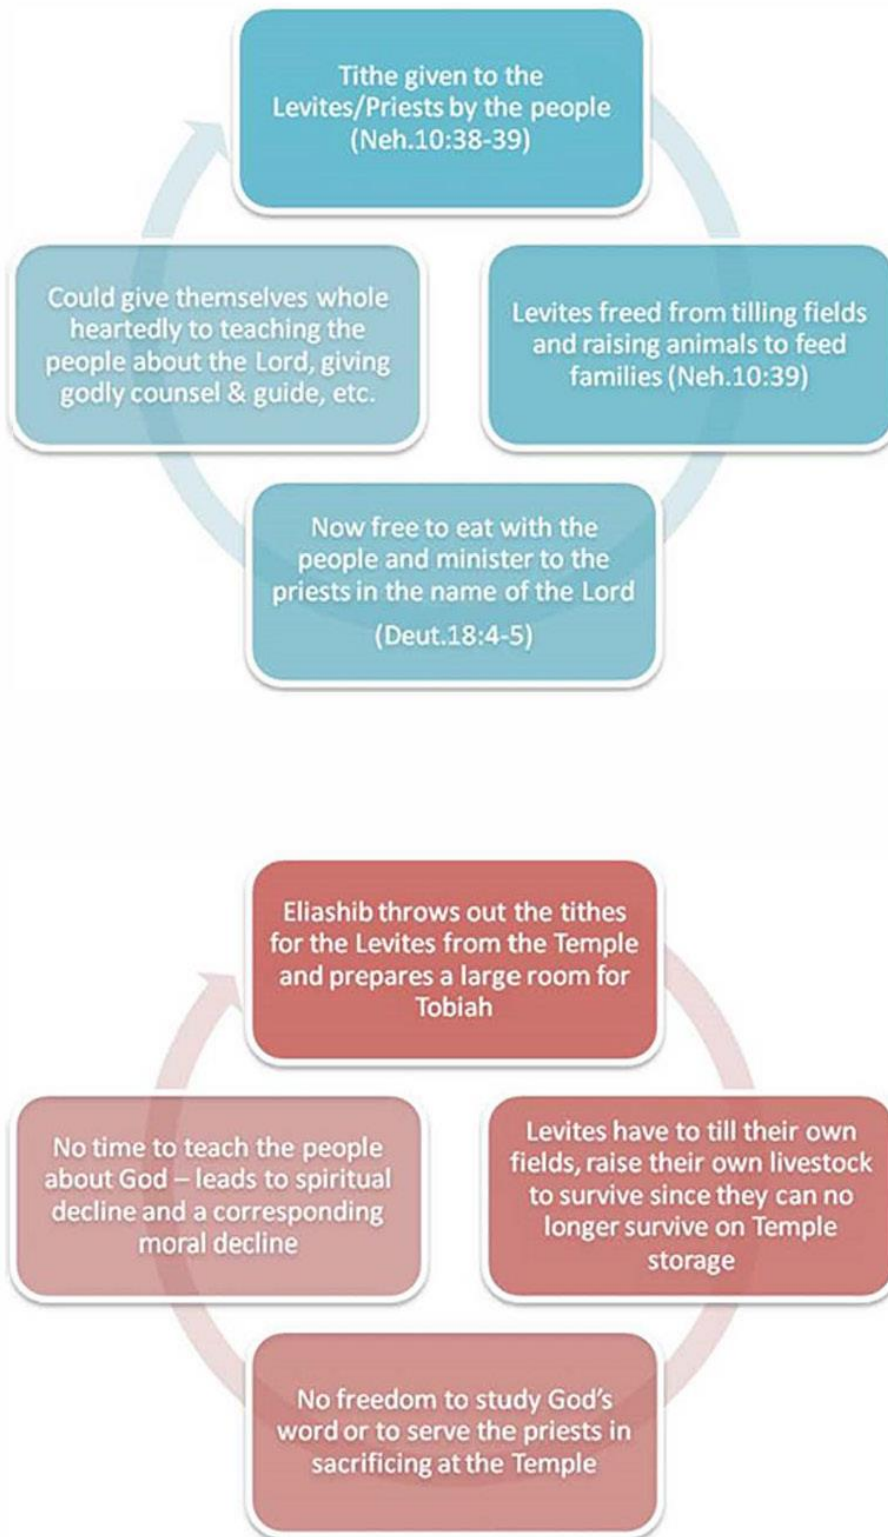 Tithe given to the
Levites/Priests by the people
(Neh.10:38-39)
Levites freed from tilling fields
and raising animals to feed
families (Neh.10:39)
Now free to eat with the
people and minister to the
priests in the name of the Lord
(Deut.18:4-5)
Could give themselves whole
heartedly to teaching the
people about the Lord, giving
godly counsel & guide, etc.
Eliashib throws out the tithes
for the Levites from the Temple
and prepares a large room for
Tobiah
Levites have to till their own
fields, raise their own livestock
to survive since they can no
longer survive on Temple
storage
No freedom to study God's
word or to serve the priests in
sacrificing at the Temple
No time to teach the people
about God – leads to spiritual
decline and a corresponding
moral decline